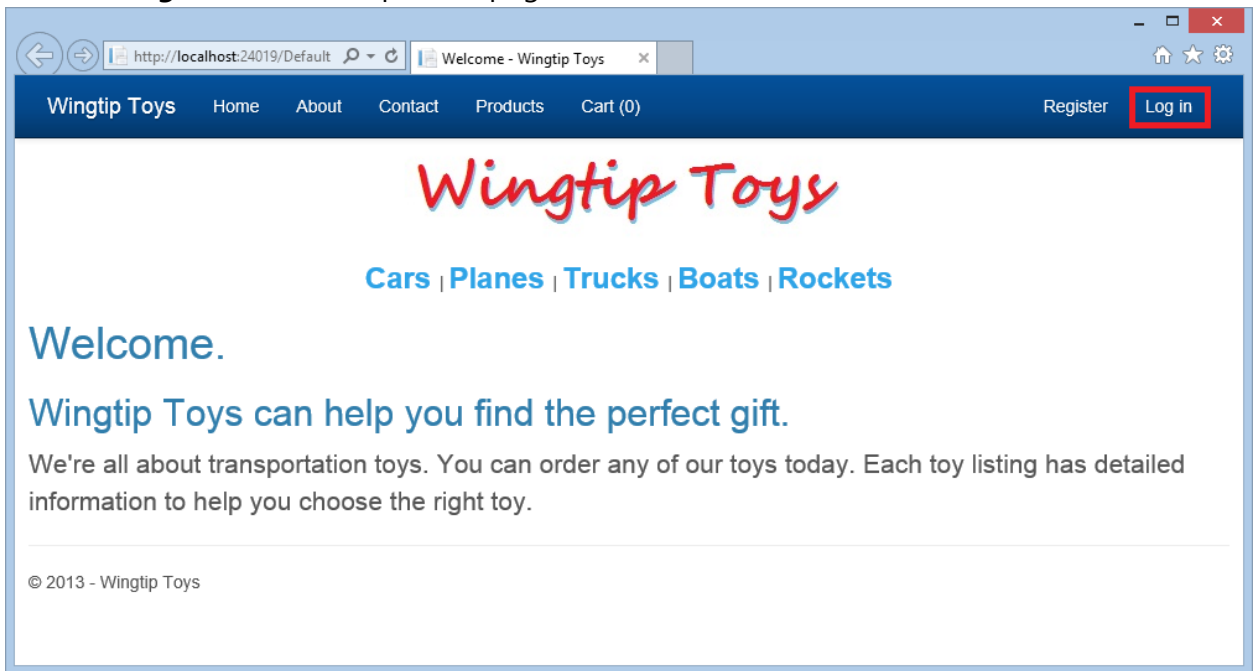 http://localhost:24019/Default
Welcome - Wingtip Toys
Wingtip Toys Home About Contact Products Cart (0) Register Log in
Wingtip Toys
Cars | Planes | Trucks | Boats | Rockets
Welcome.
Wingtip Toys can help you find the perfect gift.
We're all about transportation toys. You can order any of our toys today. Each toy listing has detailed
information to help you choose the right toy.
© 2013 - Wingtip Toys